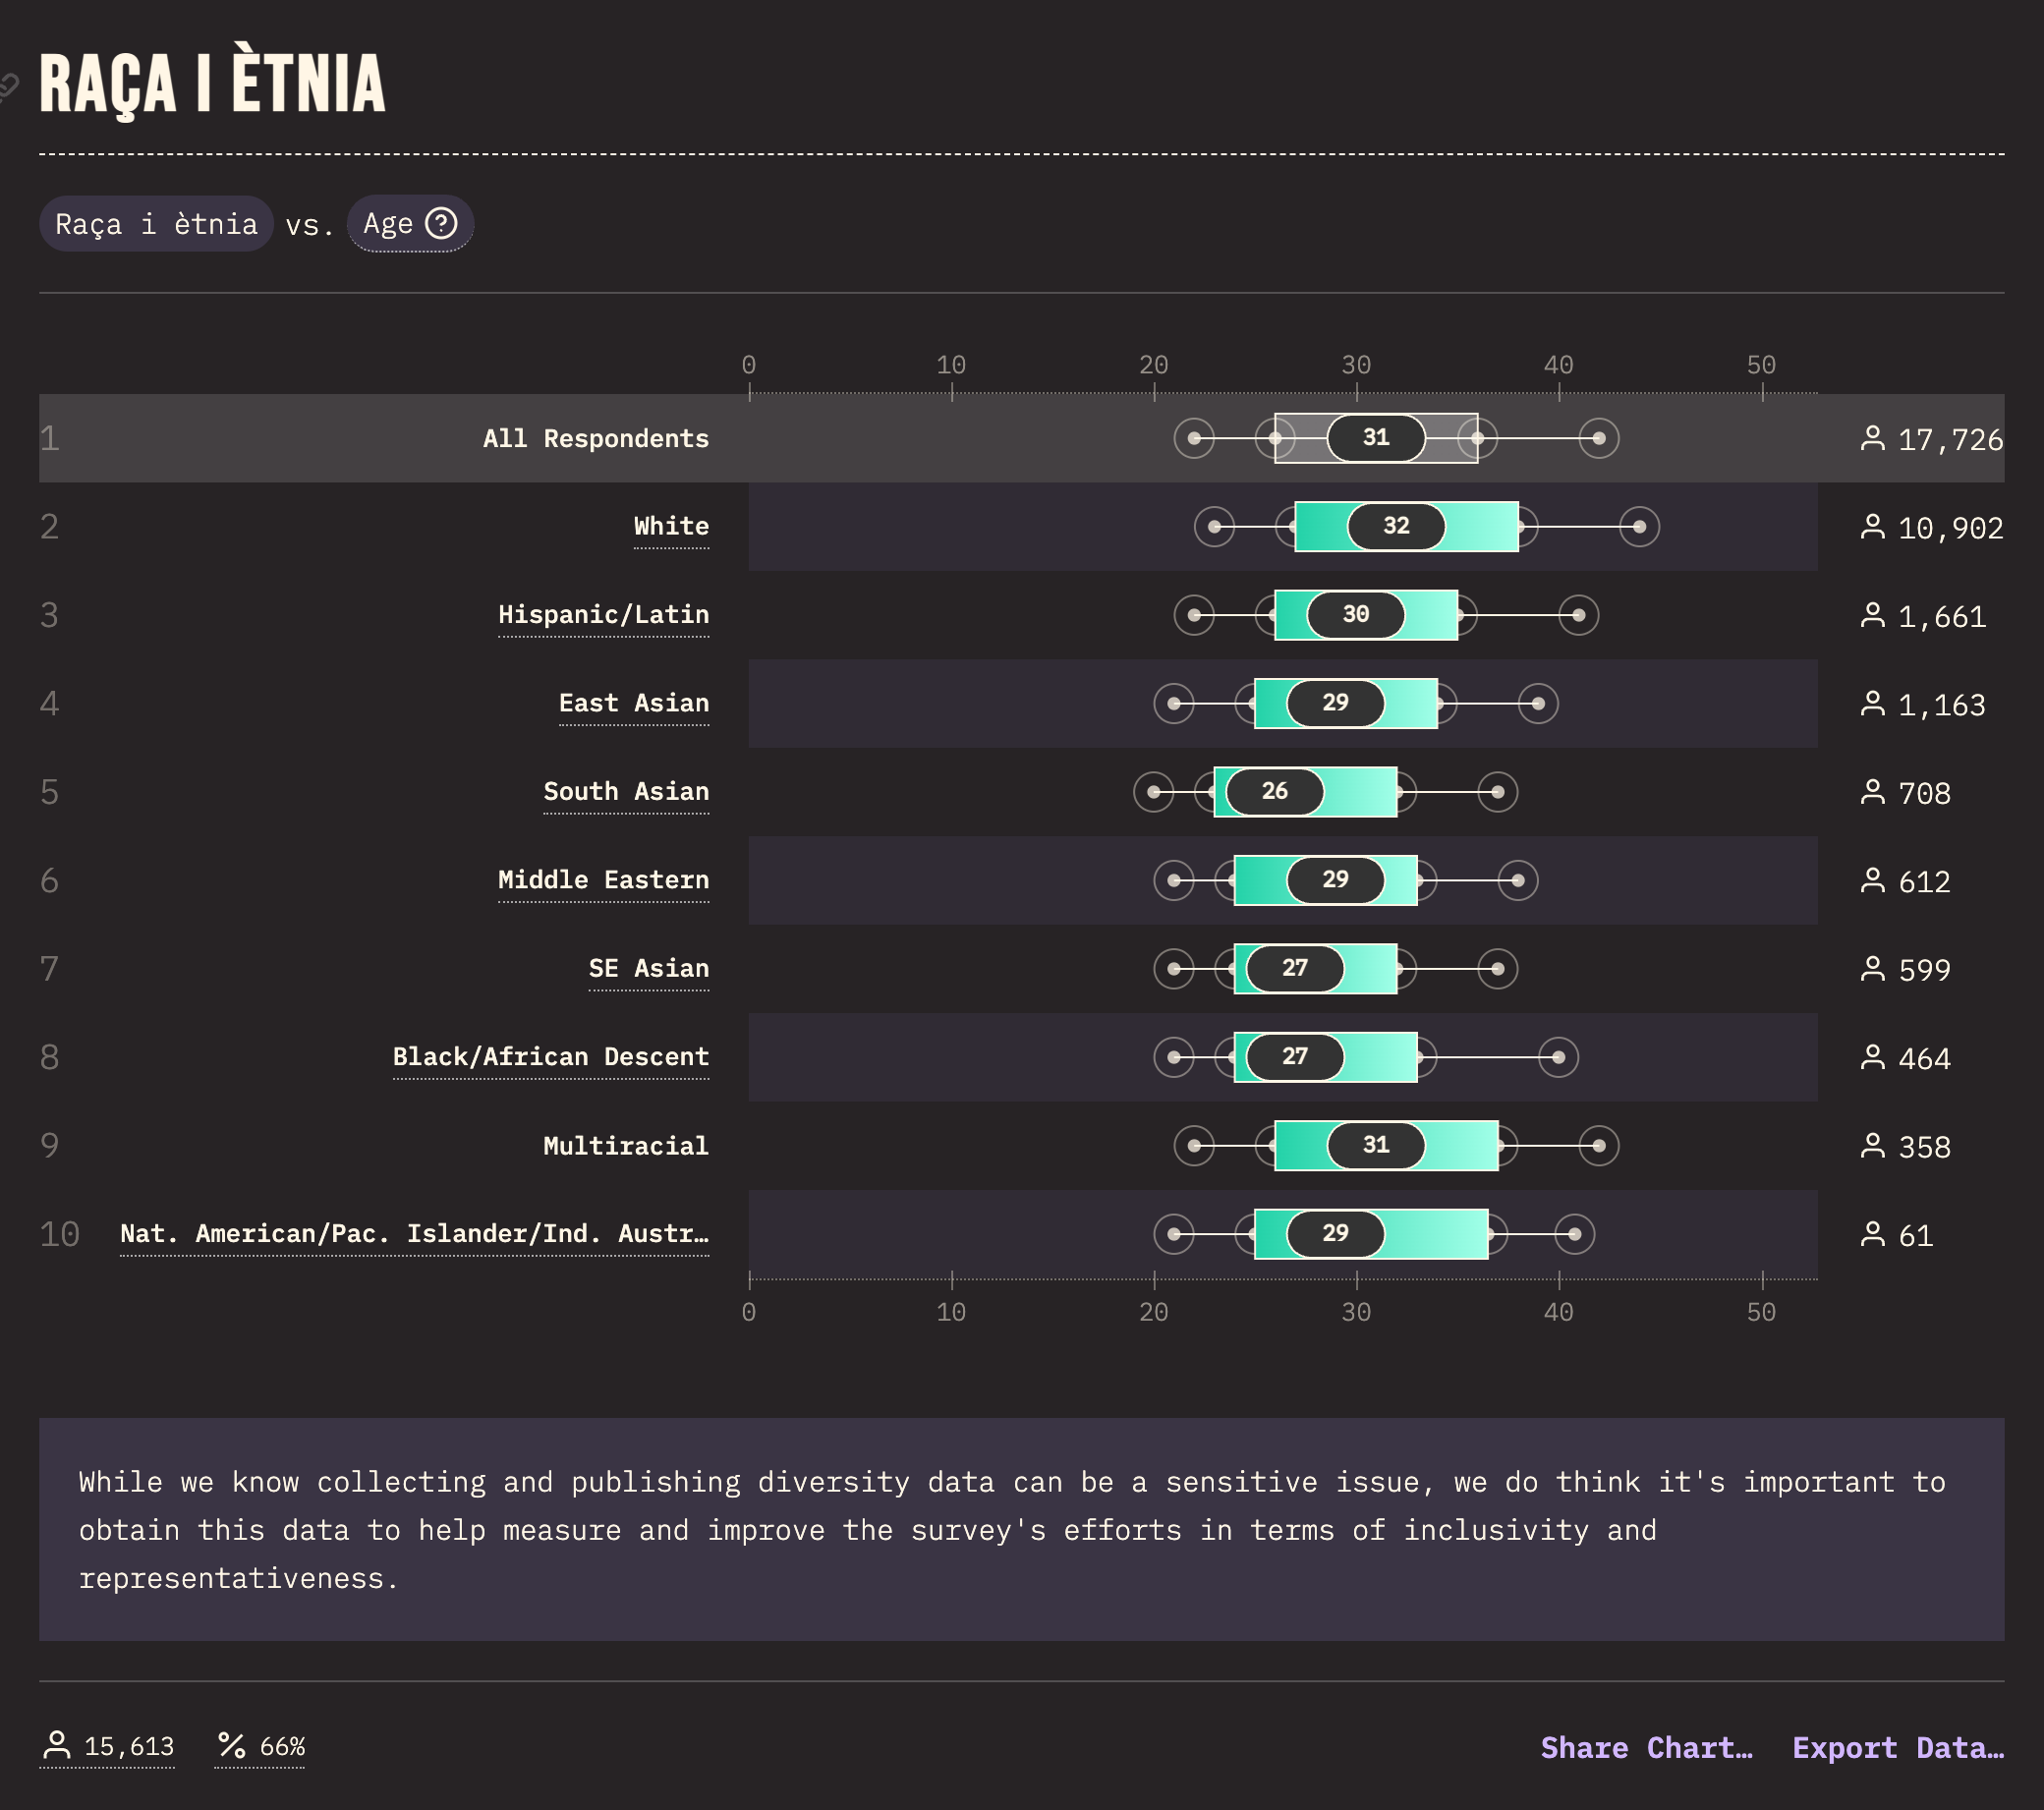 RAÇA I ÈTNIA
Raça i ètnia vs. Age ?
0 10 20 30 40 50
1 All Respondents 31 17,726
2 White 32 10,902
3 Hispanic/Latin 30 1,661
4 East Asian 29 1,163
5 South Asian 26 708
6 Middle Eastern 29 612
7 SE Asian 27 599
8 Black/African Descent 27 464
9 Multiracial 31 358
10 Nat. American/Pac. Islander/Ind. Austr… 29 61
0 10 20 30 40 50
While we know collecting and publishing diversity data can be a sensitive issue, we do think it's important to
obtain this data to help measure and improve the survey's efforts in terms of inclusivity and
representativeness.
15,613 % 66% Share Chart… Export Data…